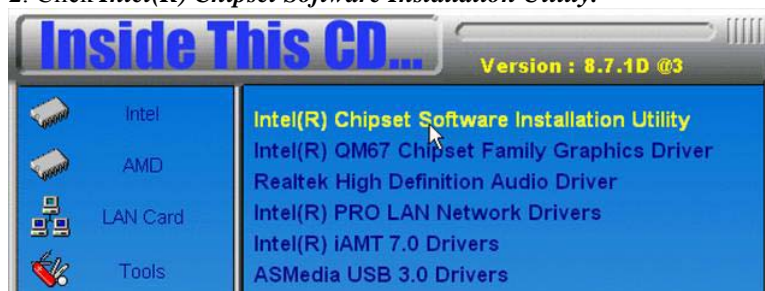 2. Click Intel(R) Chipset Software Installation Utility.
Inside This CD...
Version : 8.7.1D @3
Intel
AMD
LAN Card
Tools
Intel(R) Chipset Software Installation Utility
Intel(R) QM67 Chipset Family Graphics Driver
Realtek High Definition Audio Driver
Intel(R) PRO LAN Network Drivers
Intel(R) iAMT 7.0 Drivers
ASMedia USB 3.0 Drivers